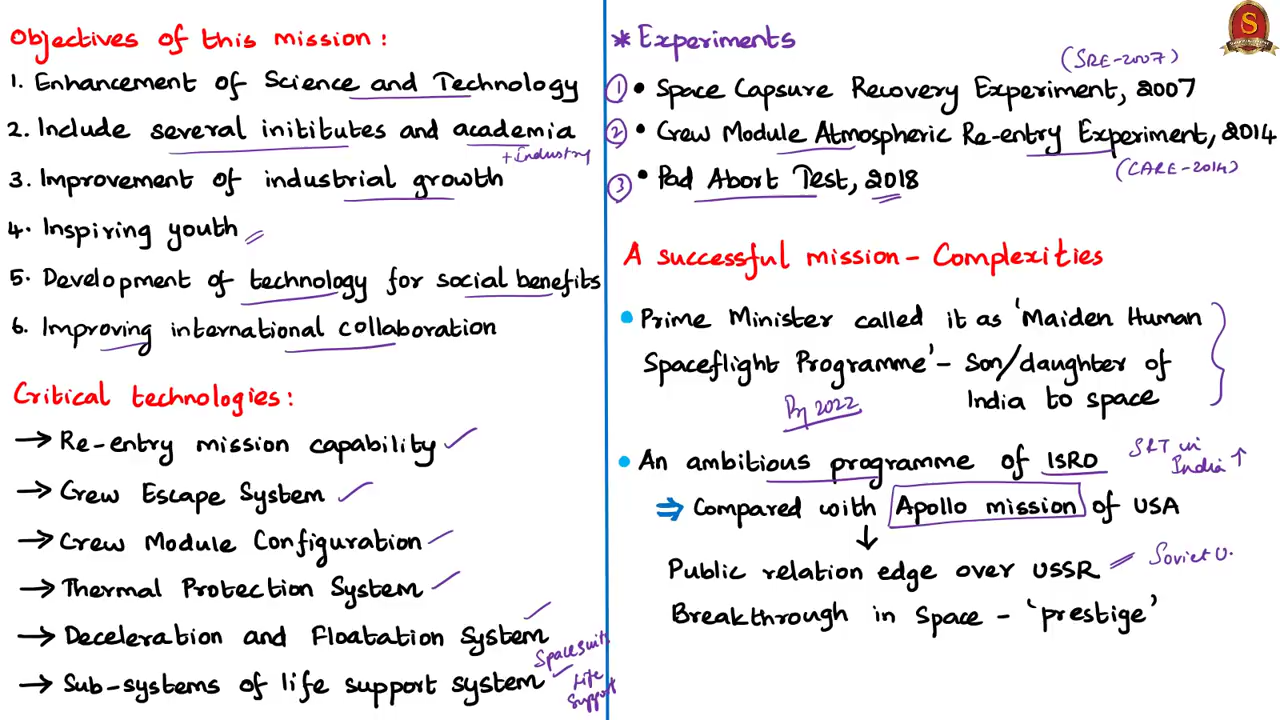 Objectives of this mission:
1. Enhancement of Science and Technology
2. Include several inititutes and academia
+Industry
3. Improvement of industrial growth
4. Inspiring youth
5. Development of technology for social benefits
6. Improving international collaboration
Critical technologies:
→ Re-entry mission capability
→ Crew Escape System
→ Crew Module Configuration
→ Thermal Protection System
→ Deceleration and Floatation System
Spacesuit
→ Sub-systems of life support system
Life
Support
* Experiments
(SRE-2007)
1 • Space Capsure Recovery Experiment, 2007
2 • Crew Module Atmospheric Re-entry Experiment, 2014
(CARE-2014)
3 • Pad Abort Test, 2018
A successful mission - Complexities
• Prime Minister called it as 'Maiden Human
Spaceflight Programme' - Son/daughter of
India to space
By 2022
• An ambitious programme of ISRO
S&T in
India ↑
⇒ Compared with Apollo mission of USA
↓
Public relation edge over USSR
Soviet U.
Breakthrough in Space - 'prestige'
S